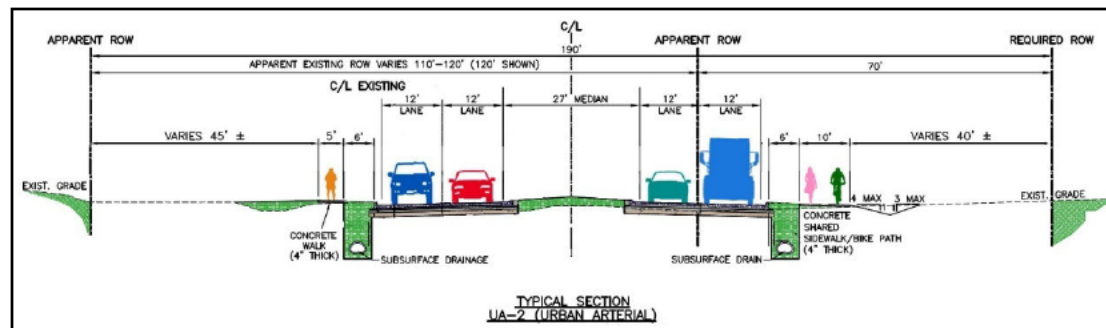 C/L
APPARENT ROW
APPARENT ROW
REQUIRED ROW
190'
APPARENT EXISTING ROW VARIES 110'-120' (120' SHOWN)
70'
C/L EXISTING
12'
LANE
12'
LANE
27' MEDIAN
12'
LANE
12'
LANE
VARIES 45' ±
5'
6'
6'
10'
VARIES 40' ±
EXIST. GRADE
4 MAX
3 MAX
EXIST. GRADE
CONCRETE
WALK
(4" THICK)
SUBSURFACE DRAINAGE
SUBSURFACE DRAIN
CONCRETE
SHARED
SIDEWALK/BIKE PATH
(4" THICK)
TYPICAL SECTION
UA-2 (URBAN ARTERIAL)